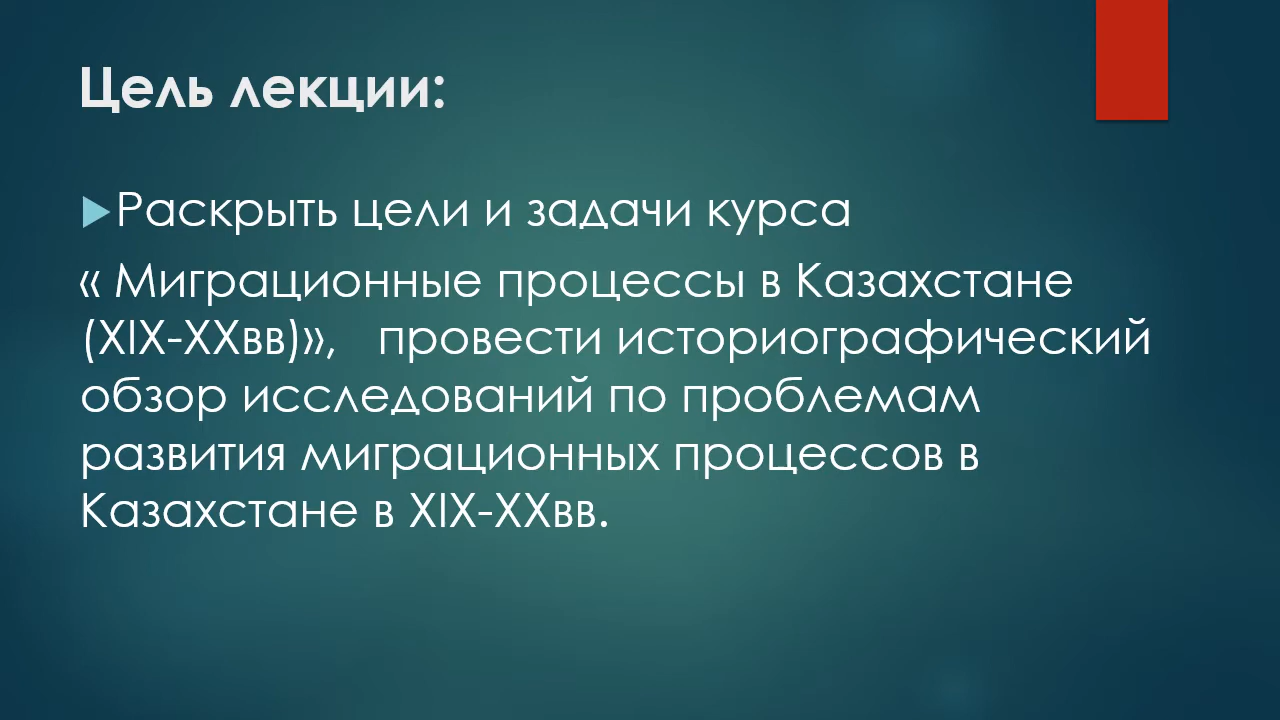 Цель лекции:
Раскрыть цели и задачи курса
« Миграционные процессы в Казахстане
(XIX-XXвв)», провести историографический
обзор исследований по проблемам
развития миграционных процессов в
Казахстане в XIX-XXвв.